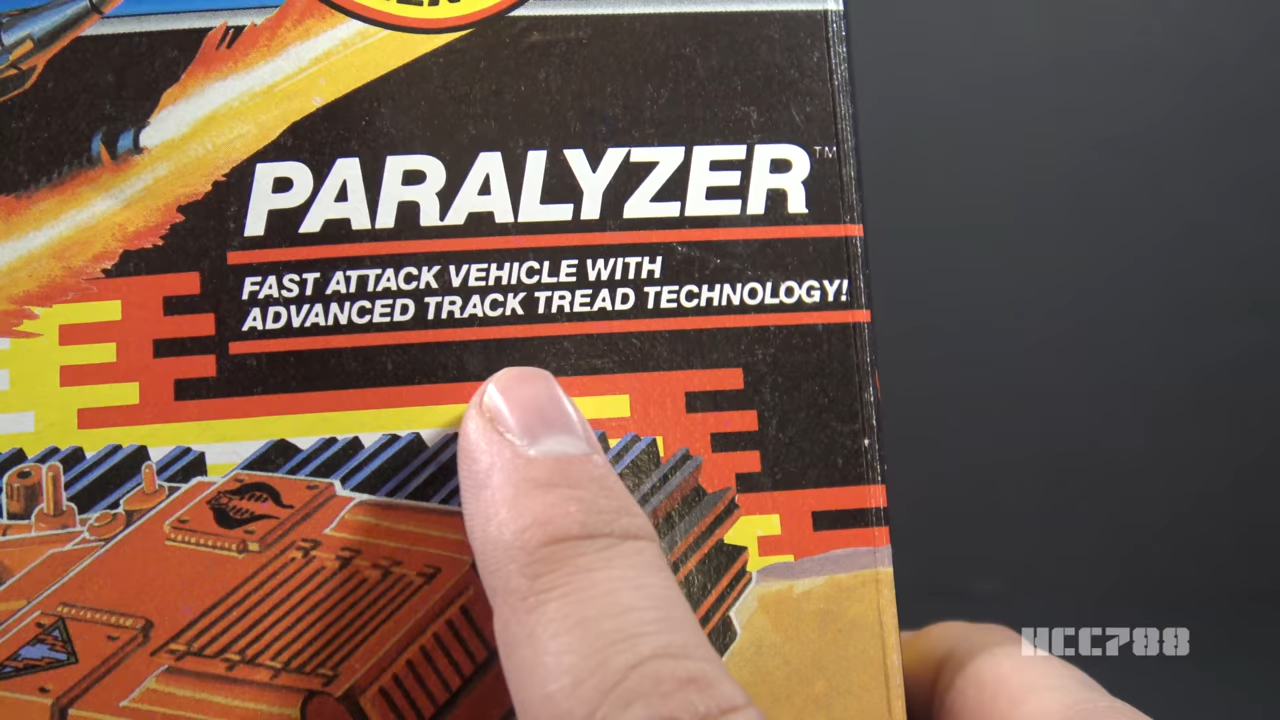 PARALYZER™
FAST ATTACK VEHICLE WITH
ADVANCED TRACK TREAD TECHNOLOGY!
HCC788